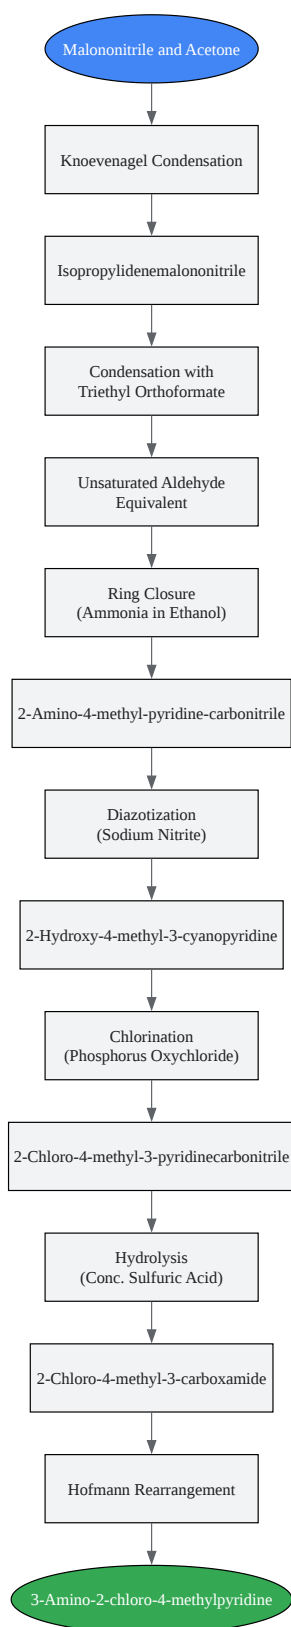 Malononitrile and Acetone
Knoevenagel Condensation
Isopropylidenemalononitrile
Condensation with
Triethyl Orthoformate
Unsaturated Aldehyde
Equivalent
Ring Closure
(Ammonia in Ethanol)
2-Amino-4-methyl-pyridine-carbonitrile
Diazotization
(Sodium Nitrite)
2-Hydroxy-4-methyl-3-cyanopyridine
Chlorination
(Phosphorus Oxychloride)
2-Chloro-4-methyl-3-pyridinecarbonitrile
Hydrolysis
(Conc. Sulfuric Acid)
2-Chloro-4-methyl-3-carboxamide
Hofmann Rearrangement
3-Amino-2-chloro-4-methylpyridine